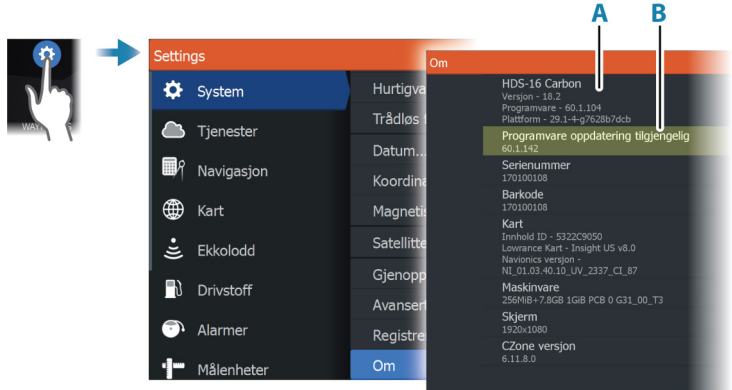 A
B
WAY
Settings
System
Tjenester
Navigasjon
Kart
Ekkolodd
Drivstoff
Alarmer
Målenheter
Hurtigva
Trådløs
Datum...
Koordina
Magneti
Satellitte
Gjenopp
Avanser
Registre
Om
Om
HDS-16 Carbon
Versjon - 18.2
Programvare - 60.1.104
Plattform - 29.1-4-g7628b7dcb
Programvare oppdatering tilgjengelig
60.1.142
Serienummer
170100108
Barkode
170100108
Kart
Innhold ID - 5322C9050
Lowrance Kart - Insight US v8.0
Navionics versjon -
NI_01.03.40.10_UV_2337_CI_87
Maskinvare
256MiB+7.8GB 1GiB PCB 0 G31_00_T3
Skjerm
1920x1080
CZone versjon
6.11.8.0